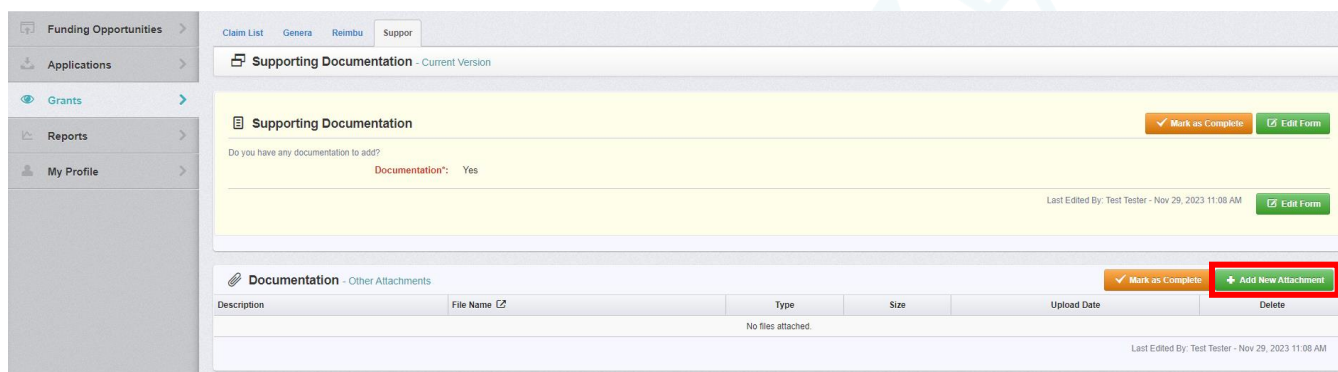 Funding Opportunities
Applications
Grants
Reports
My Profile
Claim List Genera Reimbu Suppor
Supporting Documentation - Current Version
Supporting Documentation
Mark as Complete Edit Form
Do you have any documentation to add?
Documentation*: Yes
Last Edited By: Test Tester - Nov 29, 2023 11:08 AM Edit Form
Documentation - Other Attachments
Mark as Complete Add New Attachment
Description File Name Type Size Upload Date Delete
No files attached.
Last Edited By: Test Tester - Nov 29, 2023 11:08 AM